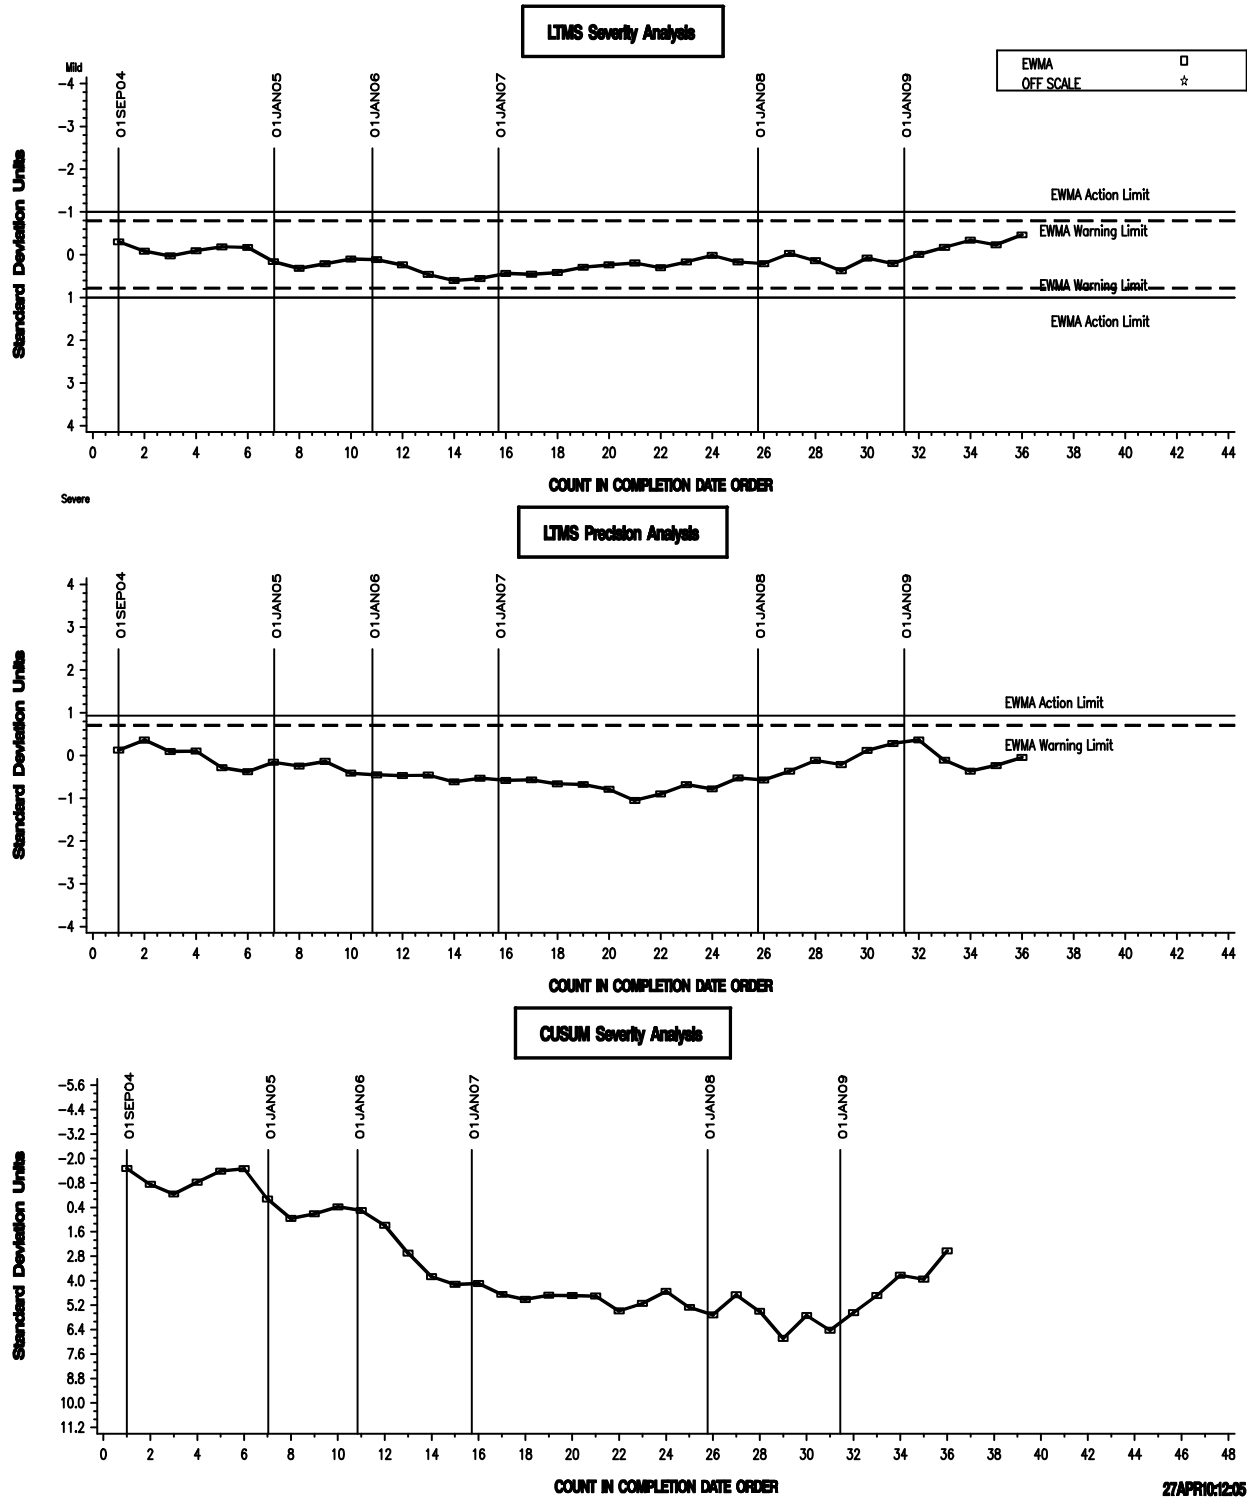 LTMS Severity Analysis
EWMA
OFF SCALE
Mild
01SEP04 01JAN05 01JAN06 01JAN07 01JAN08 01JAN09
Standard Deviation Units
-4
-3
-2
-1
0
1
2
3
4
EWMA Action Limit
EWMA Warning Limit
EWMA Warning Limit
EWMA Action Limit
0 2 4 6 8 10 12 14 16 18 20 22 24 26 28 30 32 34 36 38 40 42 44
COUNT IN COMPLETION DATE ORDER
Severe
LTMS Precision Analysis
01SEP04 01JAN05 01JAN06 01JAN07 01JAN08 01JAN09
Standard Deviation Units
4
3
2
1
0
-1
-2
-3
-4
EWMA Action Limit
EWMA Warning Limit
0 2 4 6 8 10 12 14 16 18 20 22 24 26 28 30 32 34 36 38 40 42 44
COUNT IN COMPLETION DATE ORDER
CUSUM Severity Analysis
01SEP04 01JAN05 01JAN06 01JAN07 01JAN08 01JAN09
Standard Deviation Units
-5.6
-4.4
-3.2
-2.0
-0.8
0.4
1.6
2.8
4.0
5.2
6.4
7.6
8.8
10.0
11.2
0 2 4 6 8 10 12 14 16 18 20 22 24 26 28 30 32 34 36 38 40 42 44 46 48
COUNT IN COMPLETION DATE ORDER
27APR10:12:05